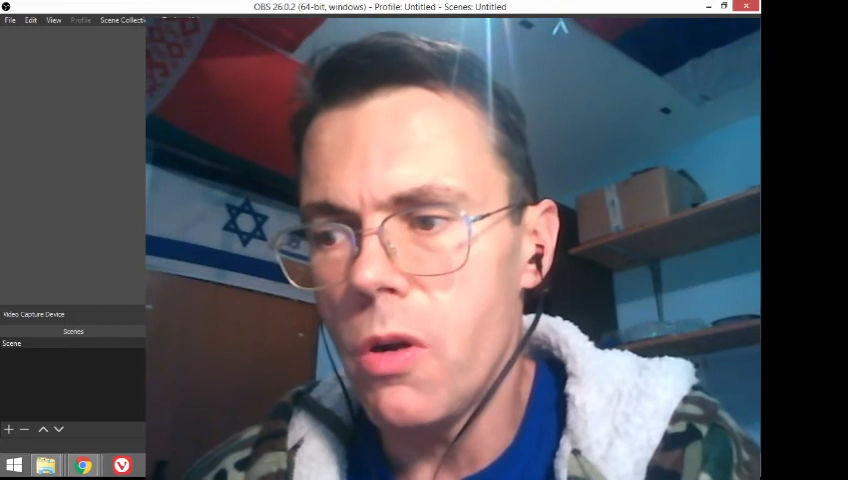 OBS 26.0.2 (64-bit, windows) - Profile: Untitled - Scenes: Untitled
File Edit View Profile Scene Collecti
Video Capture Device
Scenes
Scene